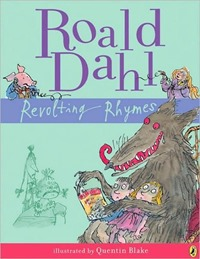 Roald
Dahl
Revolting Rhymes
illustrated by Quentin Blake